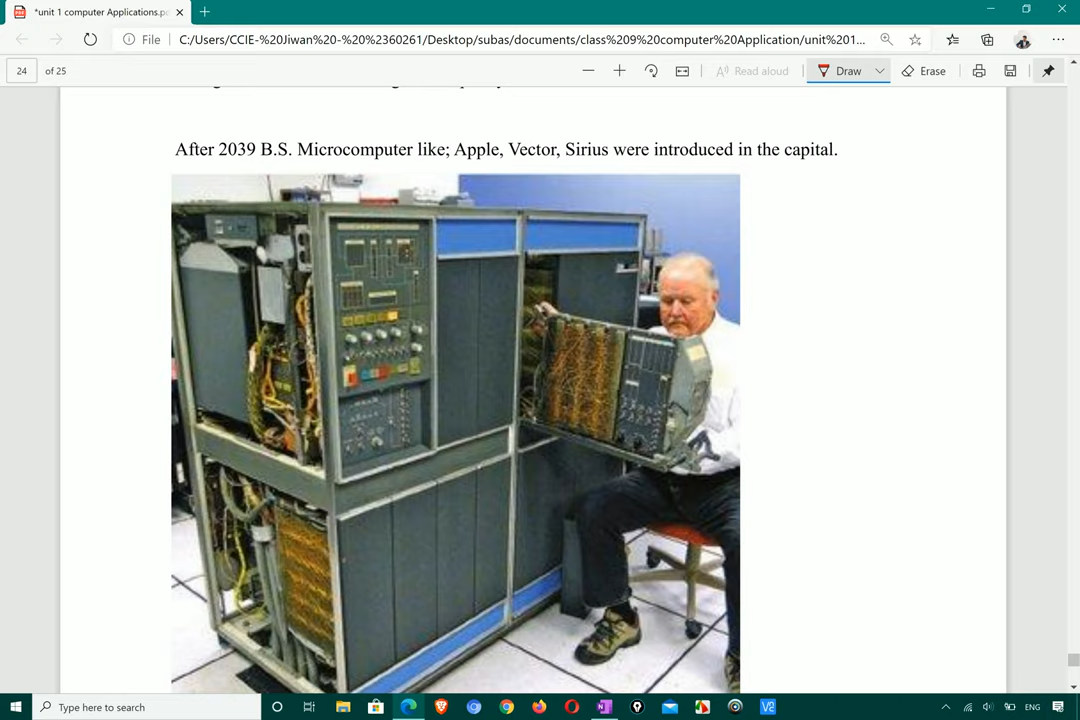 *unit 1 computer Applications.pd
File
C:/Users/CCIE-%20Jiwan%20-%20%2360261/Desktop/subas/documents/class%209%20computer%20Application/unit%201...
24 of 25
Read aloud
Draw
Erase
After 2039 B.S. Microcomputer like; Apple, Vector, Sirius were introduced in the capital.
Type here to search
ENG